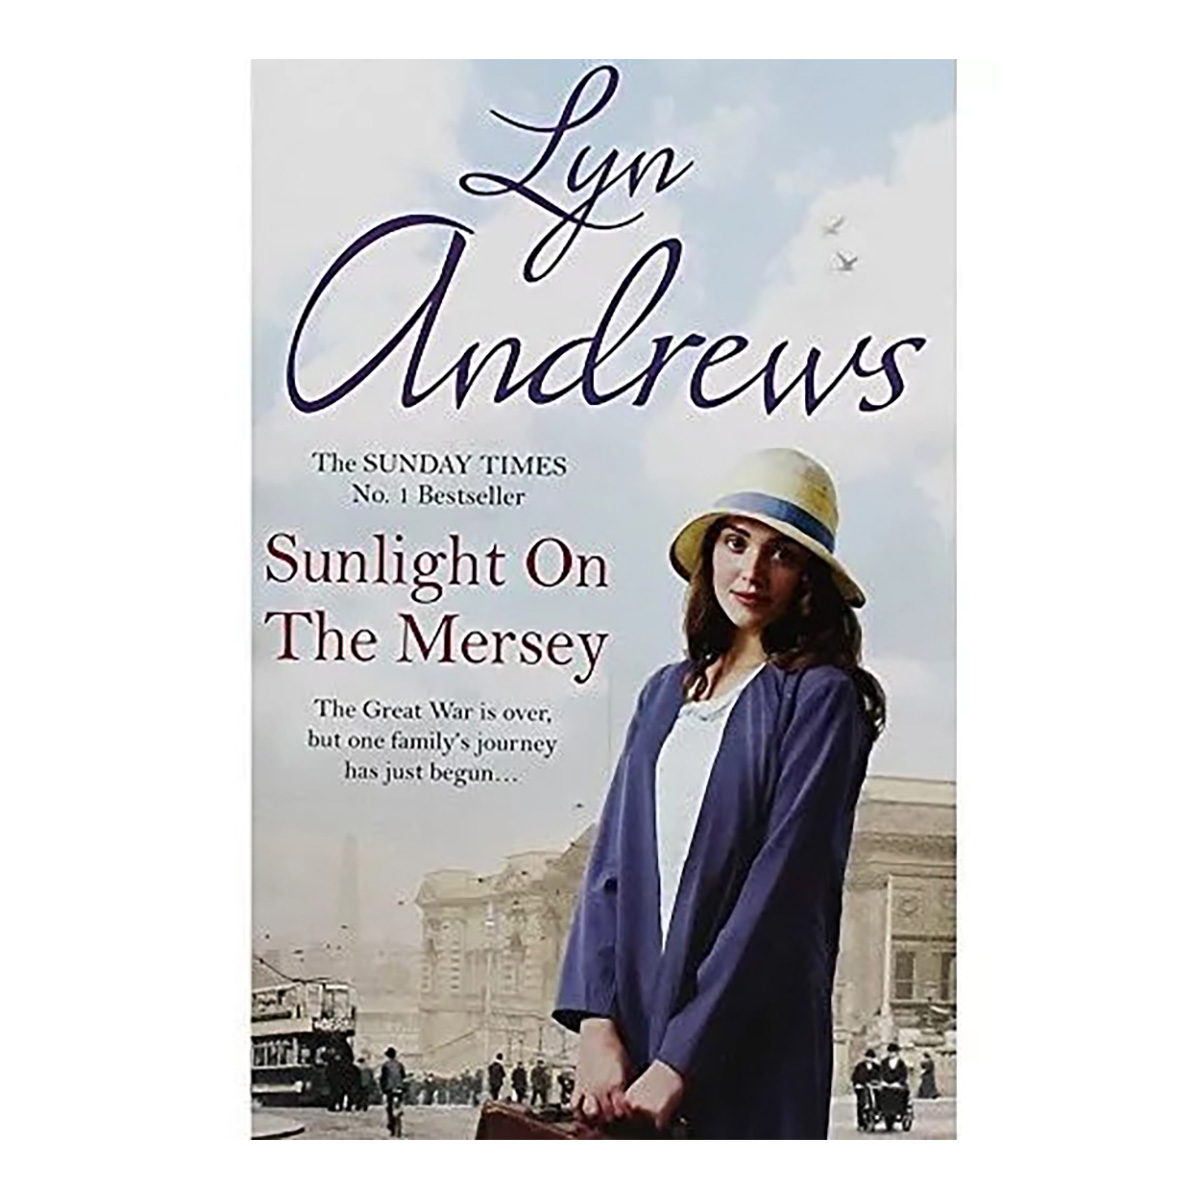 Lyn
Andrews
The SUNDAY TIMES
No. 1 Bestseller
Sunlight On
The Mersey
The Great War is over,
but one family's journey
has just begun...